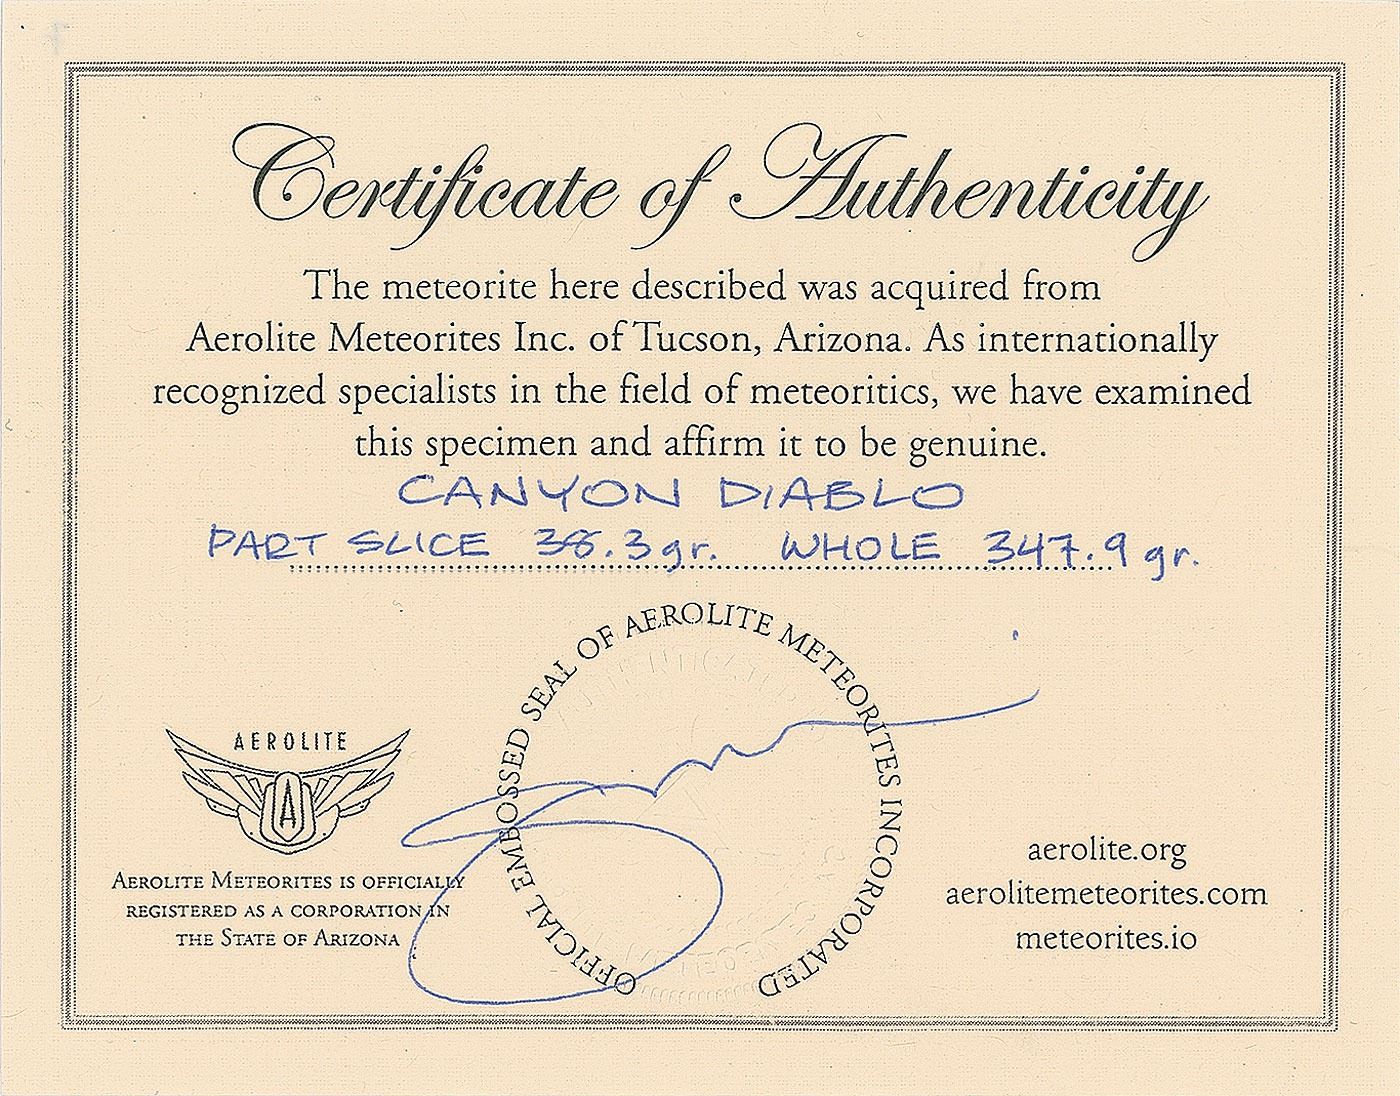 Certificate of Authenticity
The meteorite here described was acquired from
Aerolite Meteorites Inc. of Tucson, Arizona. As internationally
recognized specialists in the field of meteoritics, we have examined
this specimen and affirm it to be genuine.
CANYON DIABLO
PART SLICE 38.3 gr. WHOLE 347.9 gr.
OFFICIAL EMBOSSED SEAL OF AEROLITE METEORITES INCORPORATED
AEROLITE
A
AEROLITE METEORITES IS OFFICIALLY
REGISTERED AS A CORPORATION IN
THE STATE OF ARIZONA
aerolite.org
aerolitemeteorites.com
meteorites.io